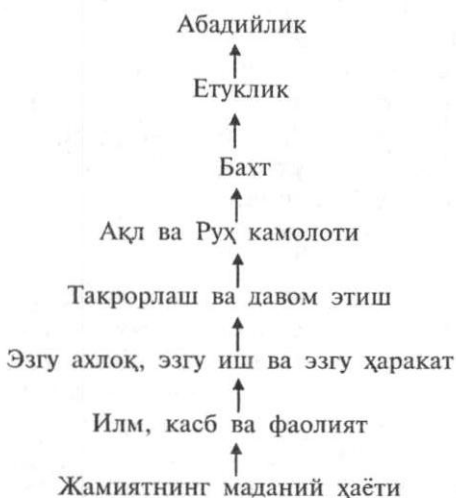 Абадийлик
Етуклик
Бахт
Ақл ва Руҳ камолоти
Такрорлаш ва давом этиш
Эзгу ахлоқ, эзгу иш ва эзгу ҳаракат
Илм, касб ва фаолият
Жамиятнинг маданий ҳаёти